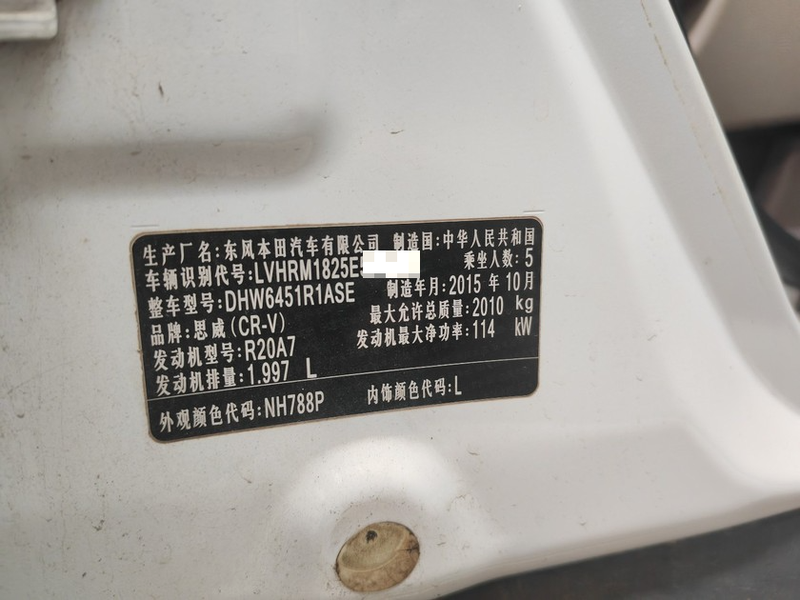 生产厂名:东风本田汽车有限公司 制造国:中华人民共和国
车辆识别代号:LVHRM1825E5 乘坐人数:5
整车型号:DHW6451R1ASE 制造年月:2015 年 10 月
品牌:思威(CR-V) 最大允许总质量:2010 kg
发动机型号:R20A7 发动机最大净功率:114 kW
发动机排量:1.997 L
外观颜色代码:NH788P 内饰颜色代码:L